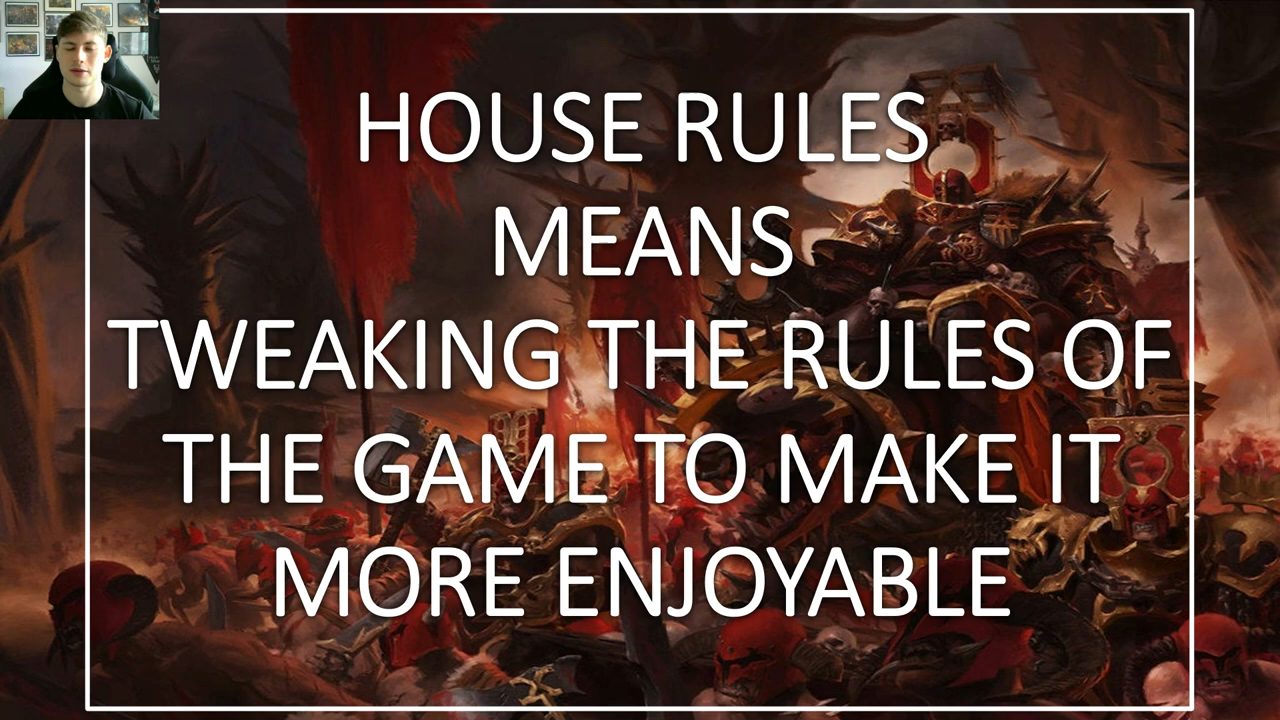 HOUSE RULES
MEANS
TWEAKING THE RULES OF
THE GAME TO MAKE IT
MORE ENJOYABLE